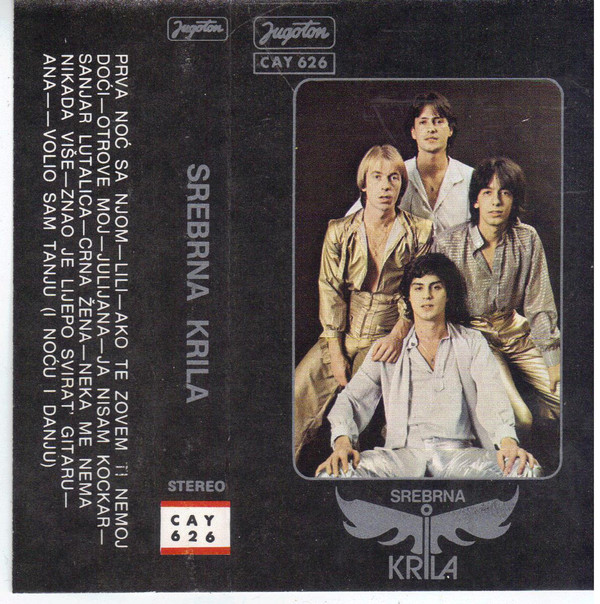 PRVA NOĆ SA NJOM—LILI—AKO TE ZOVEM TI NEMOJ
DOĆI—OTROVE MOJ—JULIJANA—JA NISAM KOCKAR—
SANJAR LUTALICA—CRNA ŽENA—NEKA ME NEMA
NIKADA VIŠE—ZNAO JE LIJEPO SVIRAT' GITARU—
ANA——VOLIO SAM TANJU (I NOĆU I DANJU)
Jugoton
SREBRNA KRILA
STEREO
CAY
626
Jugoton
CAY 626
SREBRNA
KRILA